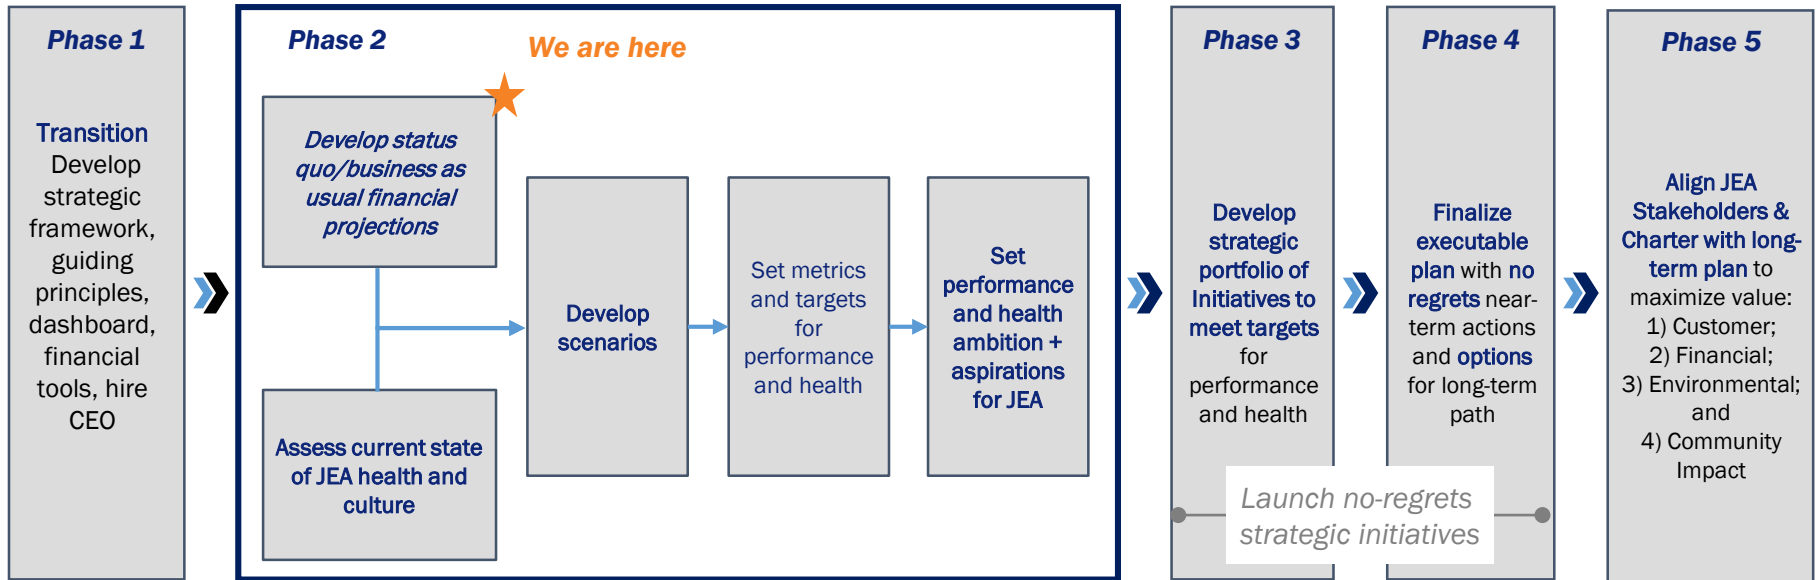 Phase 1
Transition
Develop
strategic
framework,
guiding
principles,
dashboard,
financial
tools, hire
CEO
Phase 2
We are here
Develop status
quo/business as
usual financial
projections
Assess current state
of JEA health and
culture
Develop
scenarios
Set metrics
and targets
for
performance
and health
Set
performance
and health
ambition +
aspirations
for JEA
Phase 3
Develop
strategic
portfolio of
Initiatives to
meet targets
for
performance
and health
Phase 4
Finalize
executable
plan with no
regrets near-
term actions
and options
for long-term
path
Launch no-regrets
strategic initiatives
Phase 5
Align JEA
Stakeholders &
Charter with long-
term plan to
maximize value:
1) Customer;
2) Financial;
3) Environmental;
and
4) Community
Impact